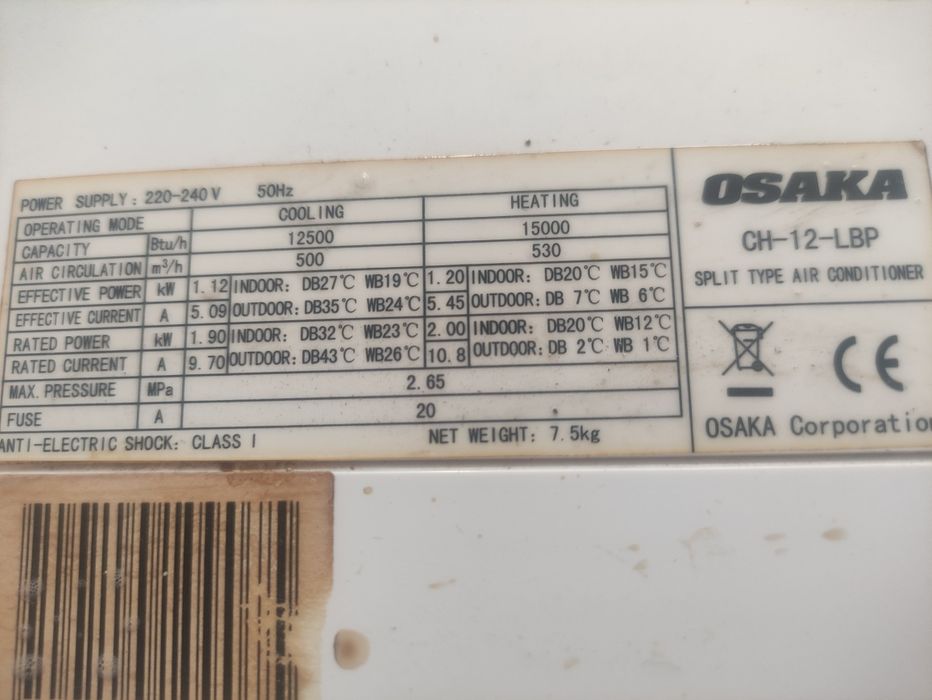 POWER SUPPLY: 220-240V 50Hz
OPERATING MODE COOLING HEATING
CAPACITY Btu/h 12500 15000
AIR CIRCULATION m³/h 500 530
EFFECTIVE POWER kW 1.12 INDOOR: DB27℃ WB19℃ 1.20 INDOOR: DB20℃ WB15℃
EFFECTIVE CURRENT A 5.09 OUTDOOR: DB35℃ WB24℃ 5.45 OUTDOOR: DB 7℃ WB 6℃
RATED POWER kW 1.90 INDOOR: DB32℃ WB23℃ 2.00 INDOOR: DB20℃ WB12℃
RATED CURRENT A 9.70 OUTDOOR: DB43℃ WB26℃ 10.8 OUTDOOR: DB 2℃ WB 1℃
MAX. PRESSURE MPa 2.65
FUSE A 20
ANTI-ELECTRIC SHOCK: CLASS I NET WEIGHT: 7.5kg
OSAKA
CH-12-LBP
SPLIT TYPE AIR CONDITIONER
CE
OSAKA Corporation